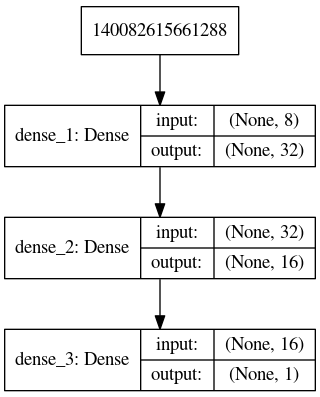 140082615661288
dense_1: Dense
input:
(None, 8)
output:
(None, 32)
dense_2: Dense
input:
(None, 32)
output:
(None, 16)
dense_3: Dense
input:
(None, 16)
output:
(None, 1)